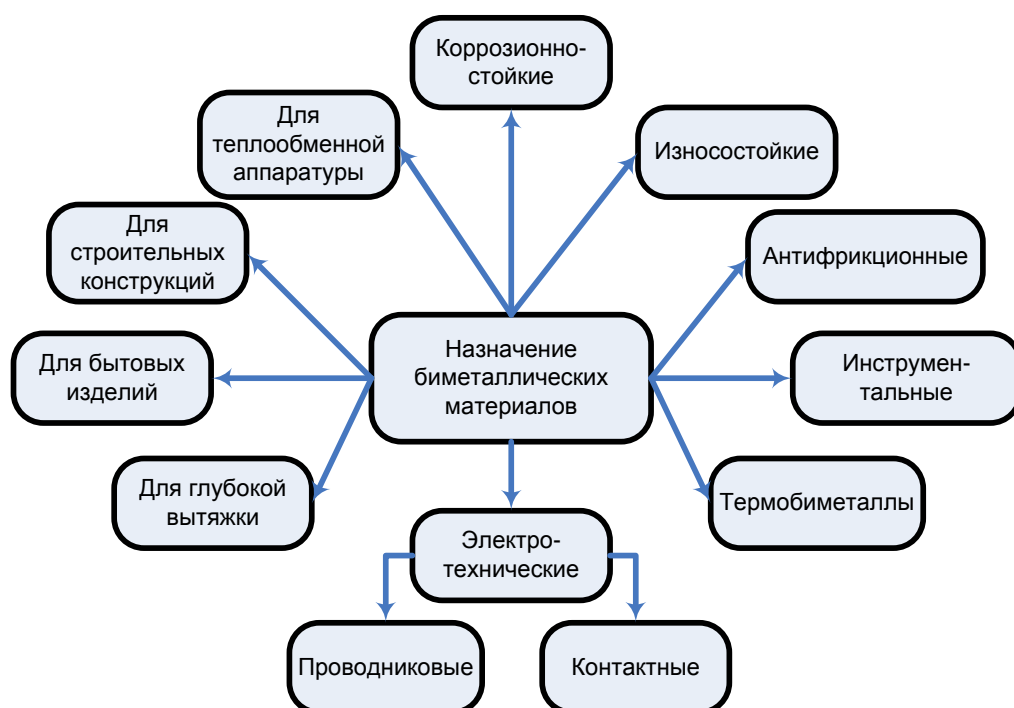 Коррозионно-
стойкие
Для
теплообменной
аппаратуры
Износостойкие
Для
строительных
конструкций
Антифрикционные
Назначение
биметаллических
материалов
Для бытовых
изделий
Инструмен-
тальные
Для глубокой
вытяжки
Термобиметаллы
Электро-
технические
Проводниковые
Контактные